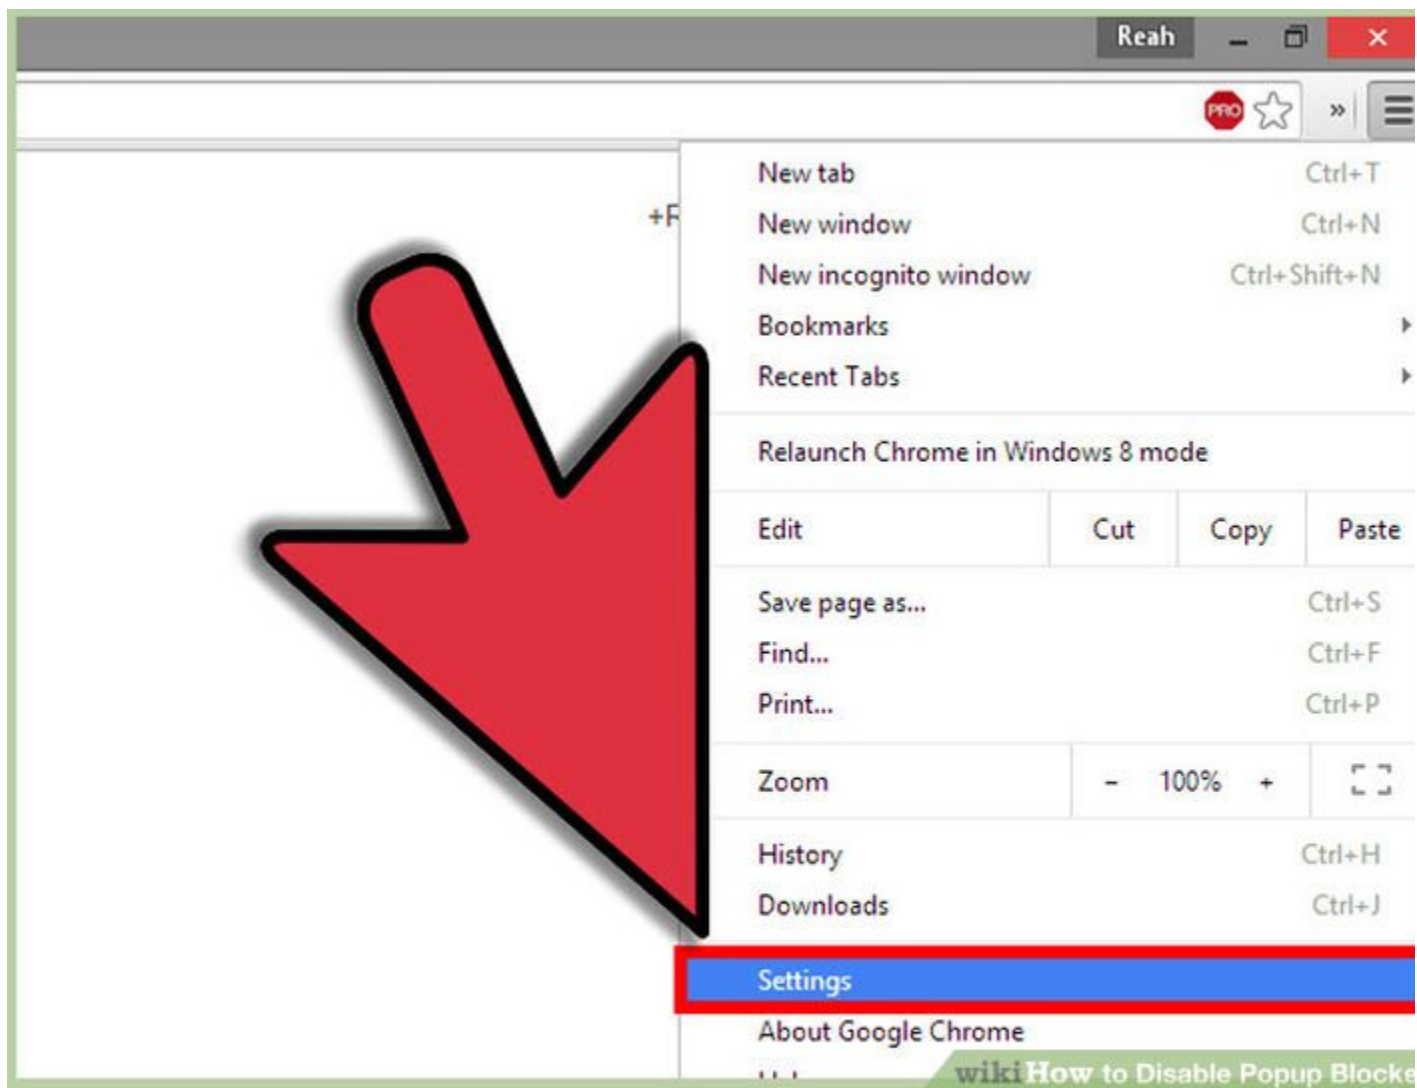 Reah
PRO
»
+R
New tab Ctrl+T
New window Ctrl+N
New incognito window Ctrl+Shift+N
Bookmarks
Recent Tabs
Relaunch Chrome in Windows 8 mode
Edit Cut Copy Paste
Save page as... Ctrl+S
Find... Ctrl+F
Print... Ctrl+P
Zoom - 100% +
History Ctrl+H
Downloads Ctrl+J
Settings
About Google Chrome
wikiHow to Disable Popup Blocke